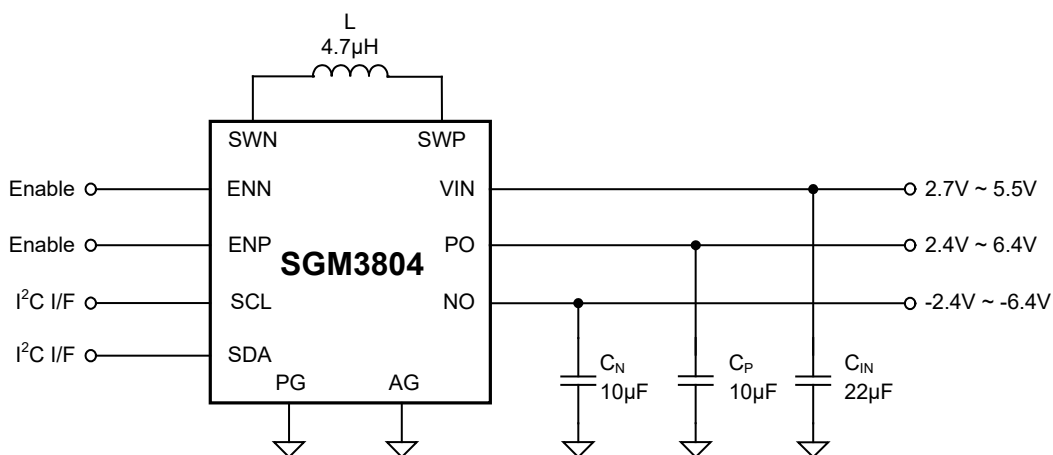 L
4.7µH
SWN
SWP
Enable
ENN
VIN
2.7V ~ 5.5V
Enable
ENP
PO
2.4V ~ 6.4V
SGM3804
I²C I/F
SCL
NO
-2.4V ~ -6.4V
I²C I/F
SDA
PG
AG
C_N
10µF
C_P
10µF
C_IN
22µF